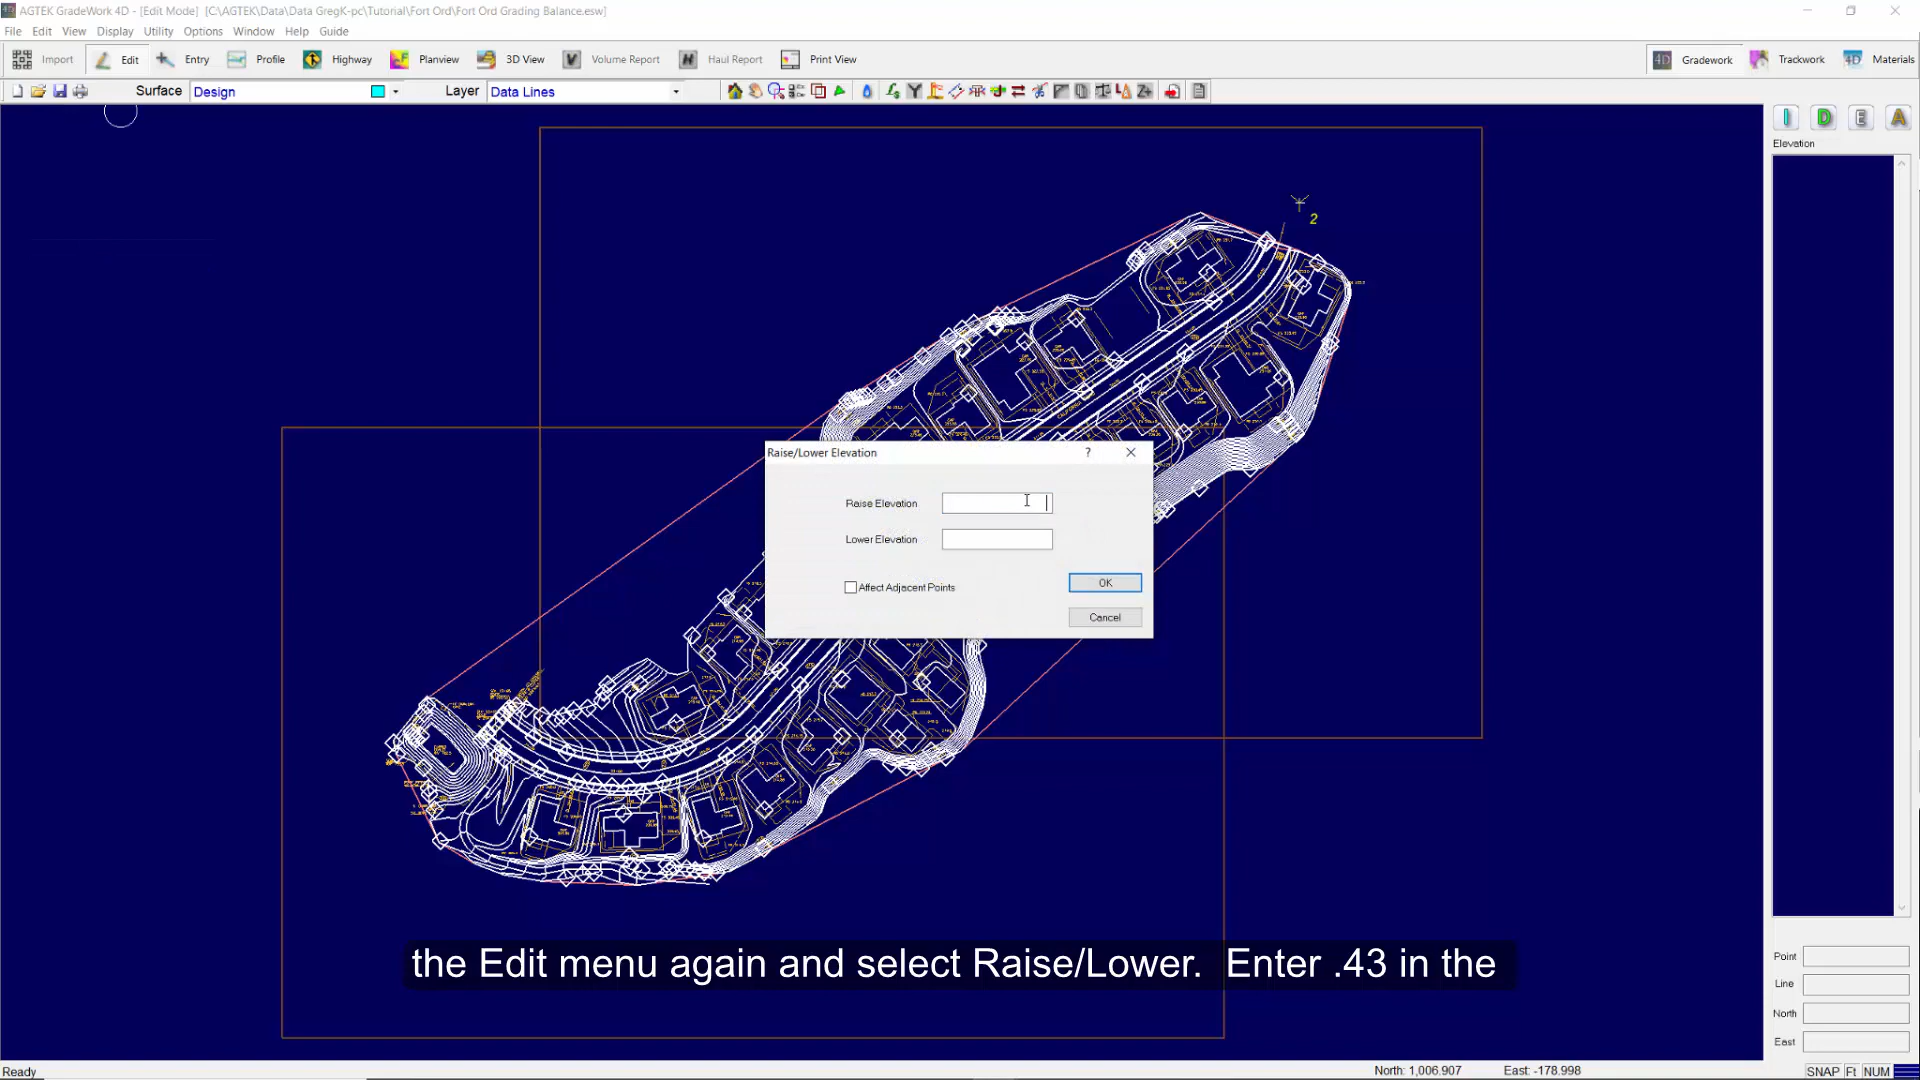 AGTEK GradeWork 4D - [Edit Mode]  [C:\AGTEK\Data\Data GregK-pc\Tutorial\Fort Ord\Fort Ord Grading Balance.esw]
File Edit View Display Utility Options Window Help Guide
Import Edit Entry Profile Highway Planview 3D View Volume Report Haul Report Print View Gradework Trackwork Materials
Surface Design Layer Data Lines
I D E A
Elevation
2
Raise/Lower Elevation
Raise Elevation
Lower Elevation
Affect Adjacent Points
OK
Cancel
the Edit menu again and select Raise/Lower.  Enter .43 in the
Point
Line
North
East
Ready North: 1,006.907 East: -178.998 SNAP Ft NUM